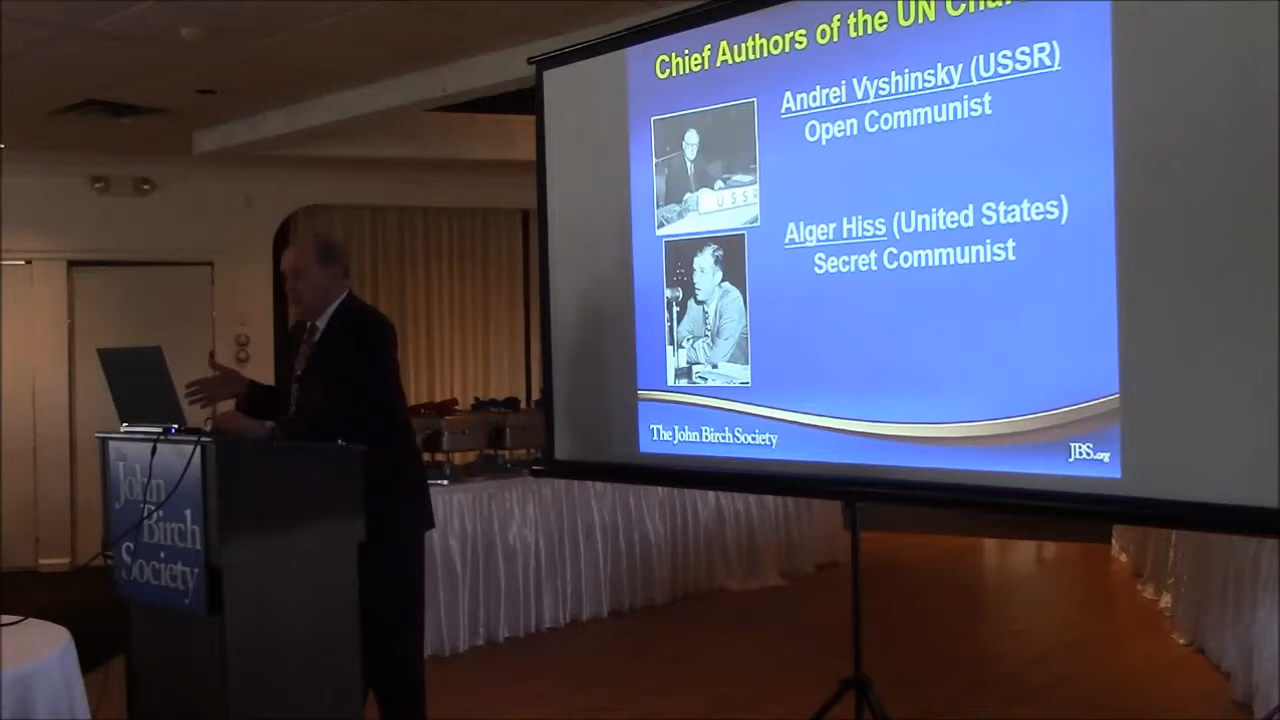 Chief Authors of the UN
Andrei Vyshinsky (USSR)
Open Communist
USSR
Alger Hiss (United States)
Secret Communist
The John Birch Society
JBS.org
The
John
Birch
Society